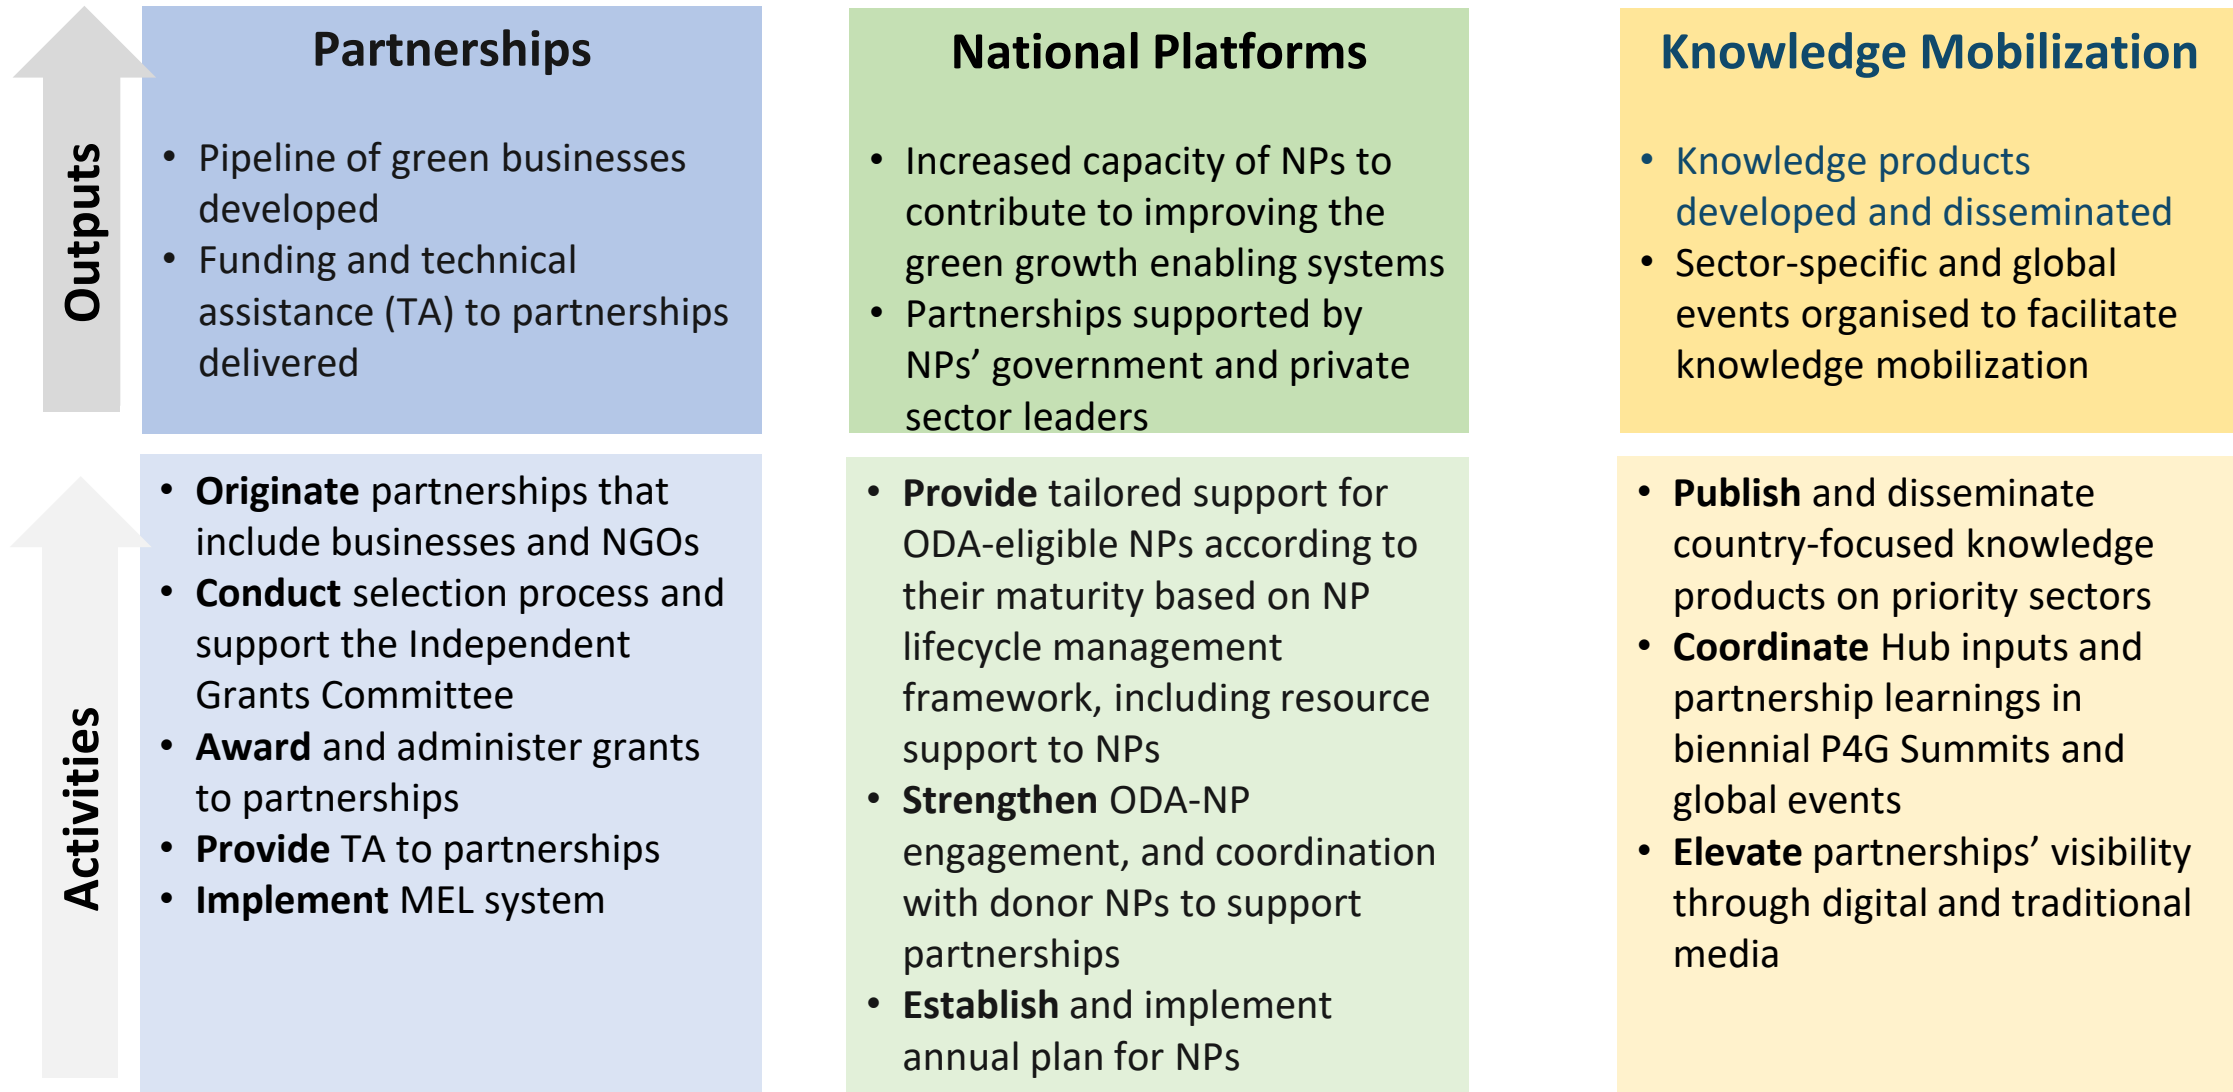 Outputs
Partnerships
• Pipeline of green businesses
developed
• Funding and technical
assistance (TA) to partnerships
delivered
National Platforms
• Increased capacity of NPs to
contribute to improving the
green growth enabling systems
• Partnerships supported by
NPs’ government and private
sector leaders
Knowledge Mobilization
• Knowledge products
developed and disseminated
• Sector-specific and global
events organised to facilitate
knowledge mobilization
Activities
• Originate partnerships that
include businesses and NGOs
• Conduct selection process and
support the Independent
Grants Committee
• Award and administer grants
to partnerships
• Provide TA to partnerships
• Implement MEL system
• Provide tailored support for
ODA-eligible NPs according to
their maturity based on NP
lifecycle management
framework, including resource
support to NPs
• Strengthen ODA-NP
engagement, and coordination
with donor NPs to support
partnerships
• Establish and implement
annual plan for NPs
• Publish and disseminate
country-focused knowledge
products on priority sectors
• Coordinate Hub inputs and
partnership learnings in
biennial P4G Summits and
global events
• Elevate partnerships’ visibility
through digital and traditional
media